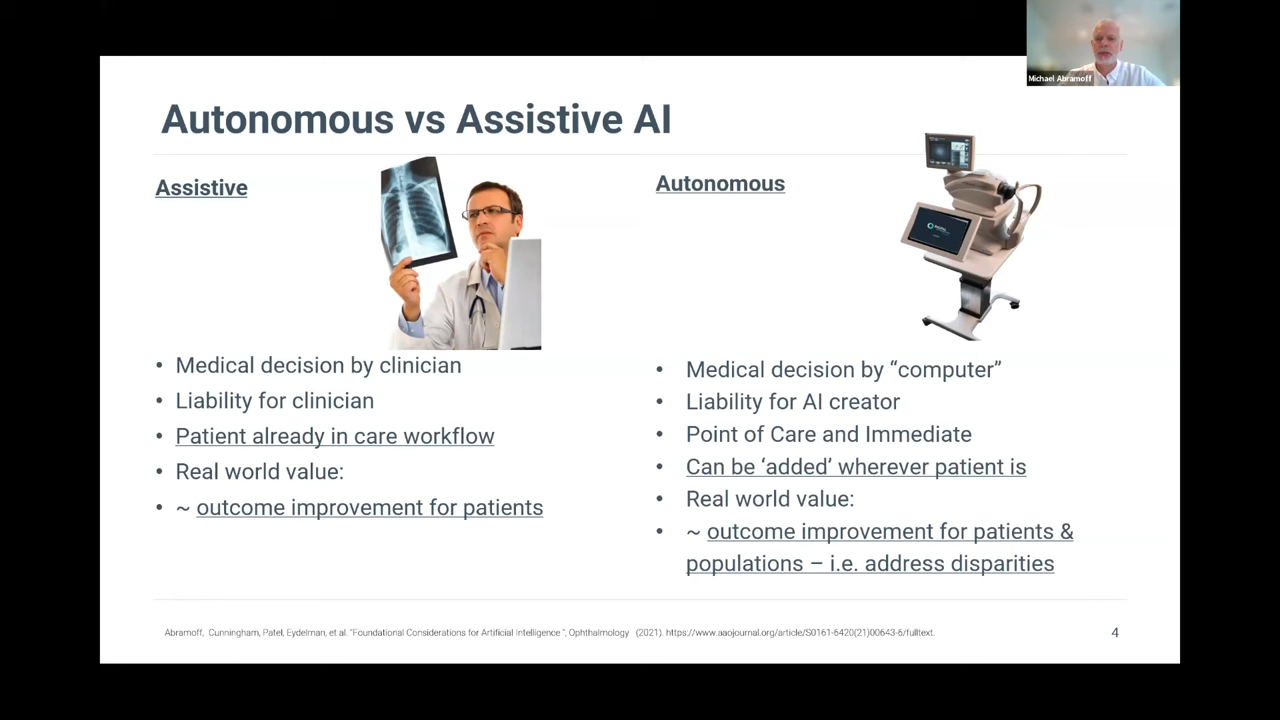 Michael Abramoff
Autonomous vs Assistive AI
Assistive
• Medical decision by clinician
• Liability for clinician
• Patient already in care workflow
• Real world value:
• ~ outcome improvement for patients
Autonomous
• Medical decision by “computer”
• Liability for AI creator
• Point of Care and Immediate
• Can be ‘added’ wherever patient is
• Real world value:
• ~ outcome improvement for patients &
populations – i.e. address disparities
Abramoff, Cunningham, Patel, Eydelman, et al. “Foundational Considerations for Artificial Intelligence ”, Ophthalmology (2021). https://www.aaojournal.org/article/S0161-6420(21)00643-6/fulltext.
4